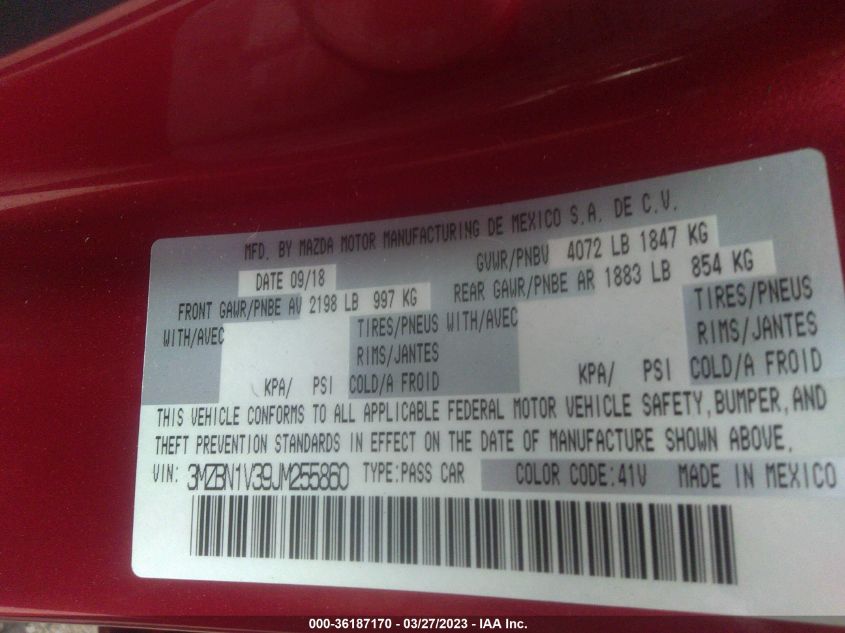 MFD. BY MAZDA MOTOR MANUFACTURING DE MEXICO S.A. DE C.V.
DATE 09/18 GVWR/PNBV 4072 LB 1847 KG
FRONT GAWR/PNBE AV 2198 LB 997 KG REAR GAWR/PNBE AR 1883 LB 854 KG
WITH/AVEC TIRES/PNEUS WITH/AVEC TIRES/PNEUS
RIMS/JANTES RIMS/JANTES
KPA/ PSI COLD/A FROID KPA/ PSI COLD/A FROID
THIS VEHICLE CONFORMS TO ALL APPLICABLE FEDERAL MOTOR VEHICLE SAFETY, BUMPER, AND
THEFT PREVENTION STANDARDS IN EFFECT ON THE DATE OF MANUFACTURE SHOWN ABOVE.
VIN: 3MZBN1V39JM255860 TYPE:PASS CAR COLOR CODE:41V MADE IN MEXICO
000-36187170 - 03/27/2023 - IAA Inc.